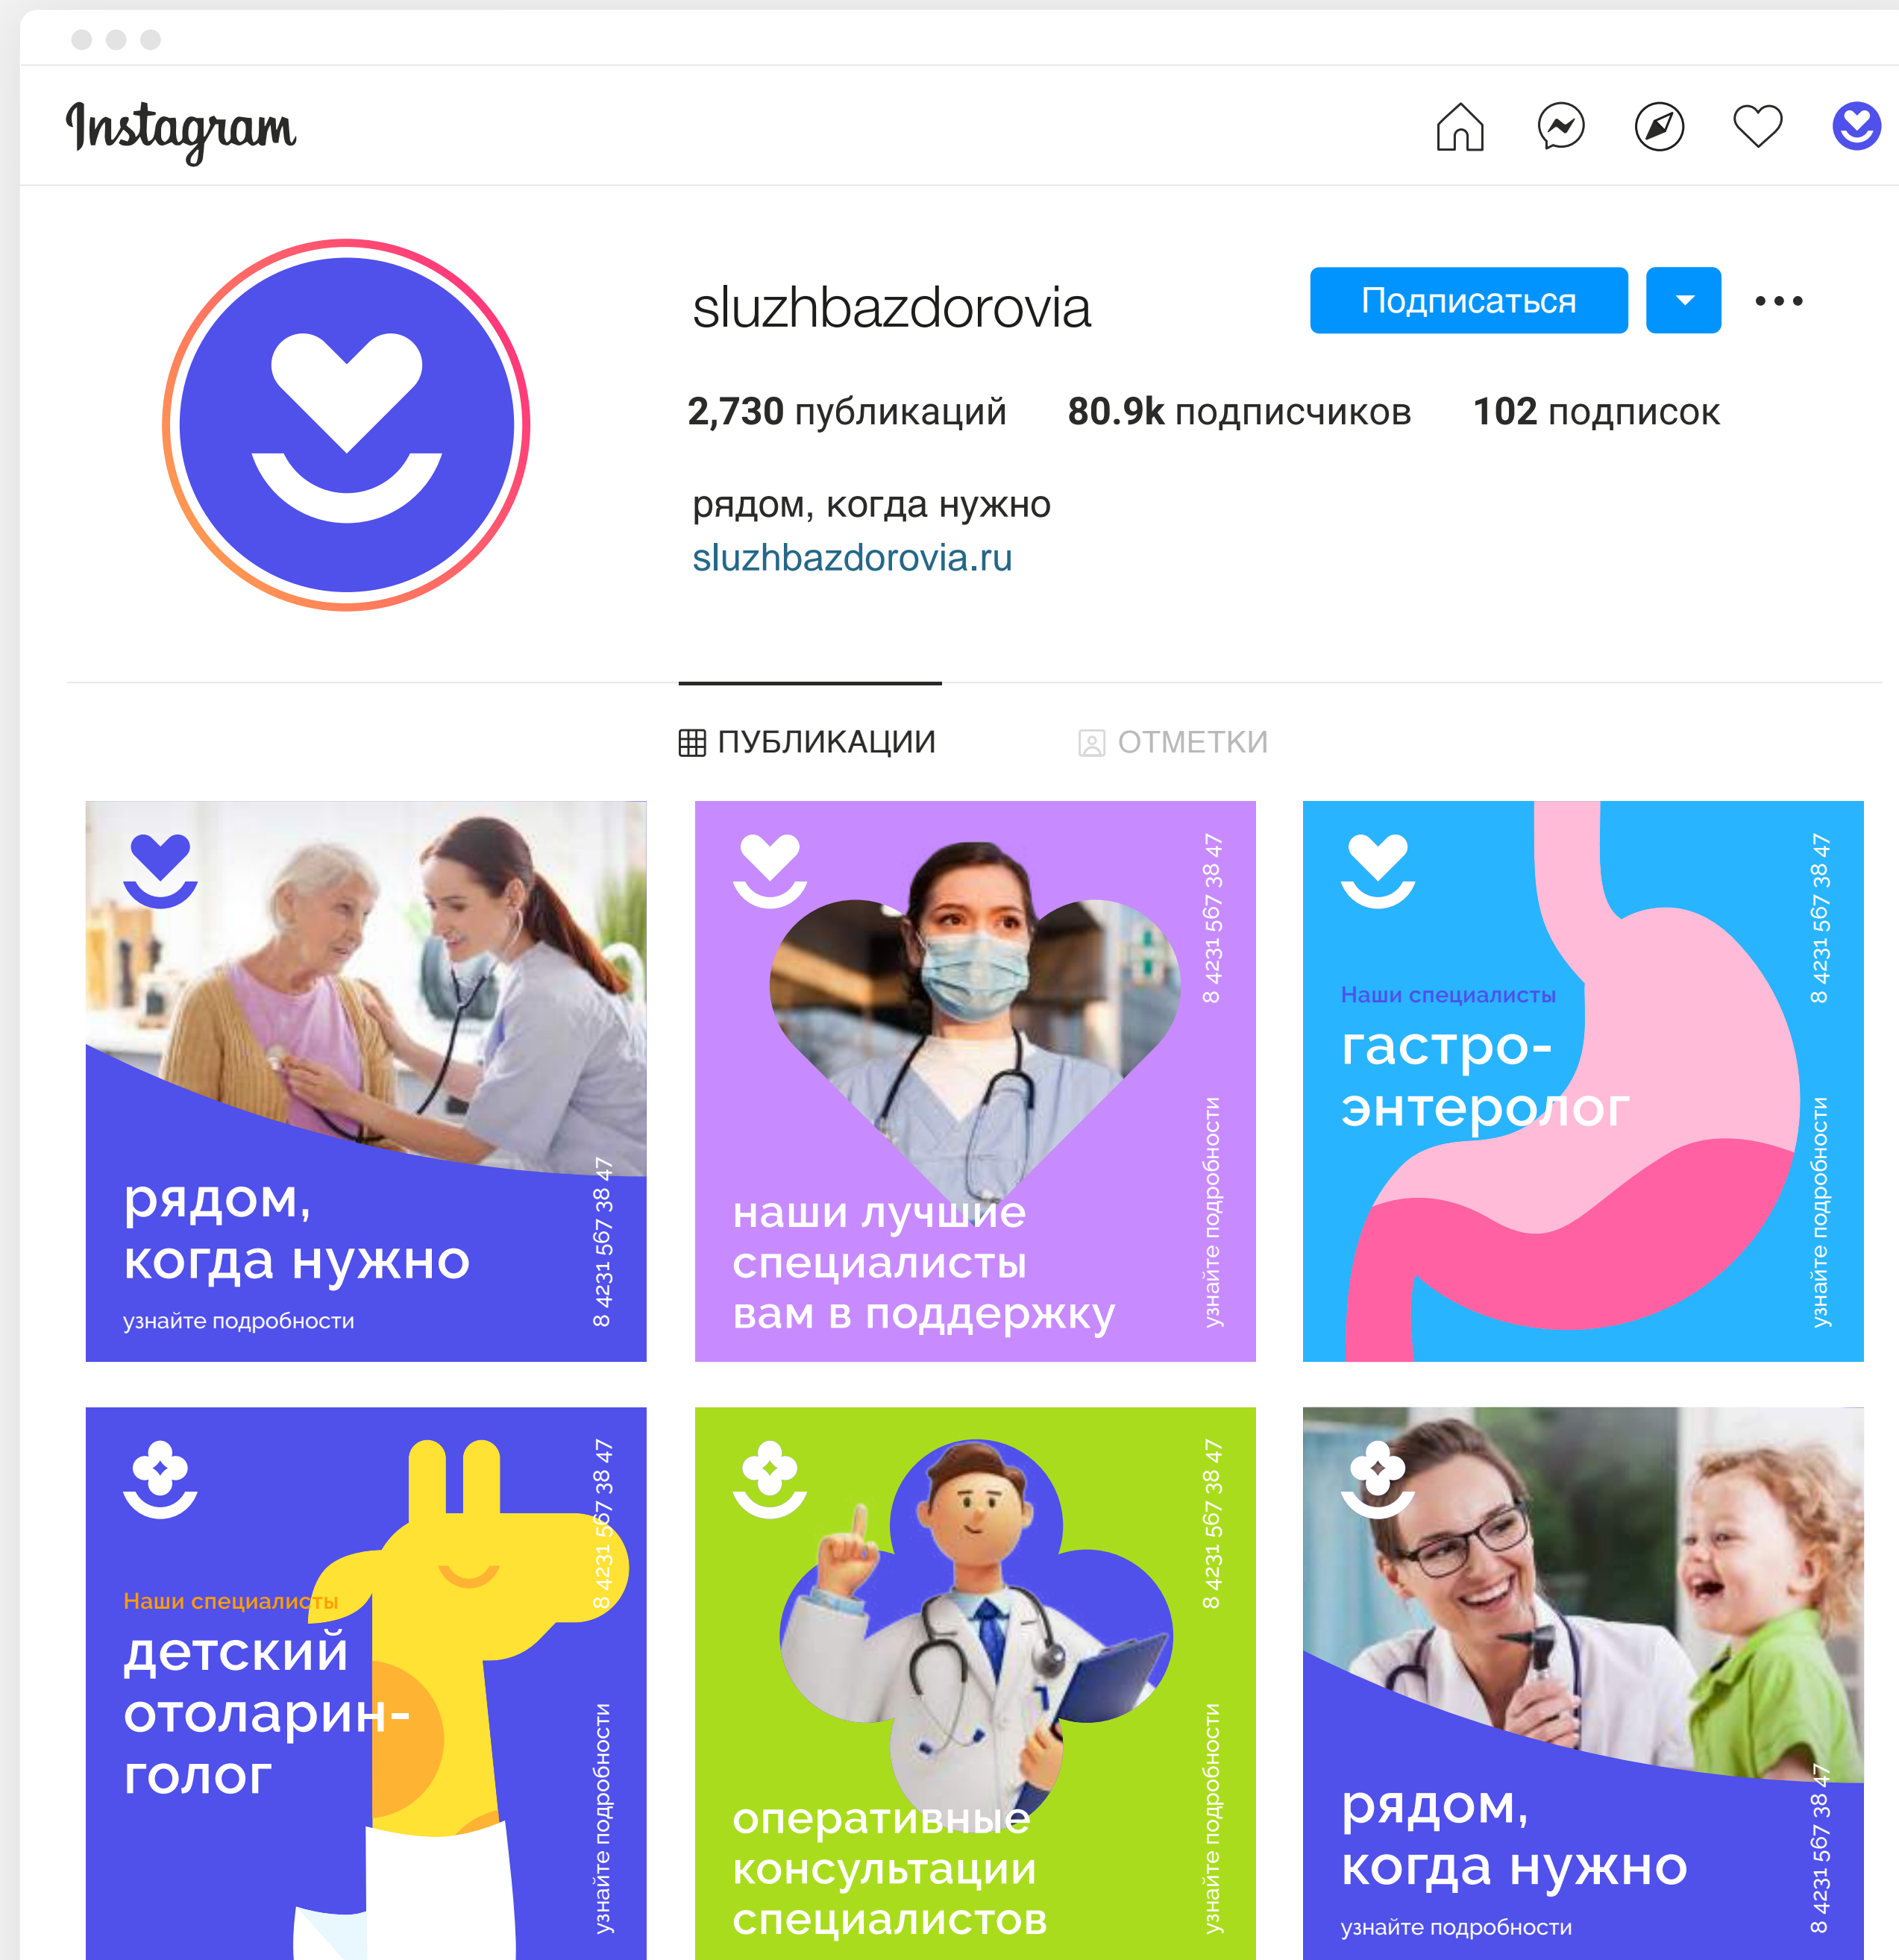 Instagram
sluzhbazdorovia
Подписаться
2,730 публикаций
80.9k подписчиков
102 подписок
рядом, когда нужно
sluzhbazdorovia.ru
ПУБЛИКАЦИИ
ОТМЕТКИ
рядом,
когда нужно
узнайте подробности
8 4231 567 38 47
наши лучшие
специалисты
вам в поддержку
8 4231 567 38 47
узнайте подробности
Наши специалисты
гастро-
энтеролог
8 4231 567 38 47
узнайте подробности
Наши специалисты
детский
отоларин-
голог
8 4231 567 38 47
узнайте подробности
оперативные
консультации
специалистов
8 4231 567 38 47
узнайте подробности
рядом,
когда нужно
узнайте подробности
8 4231 567 38 47